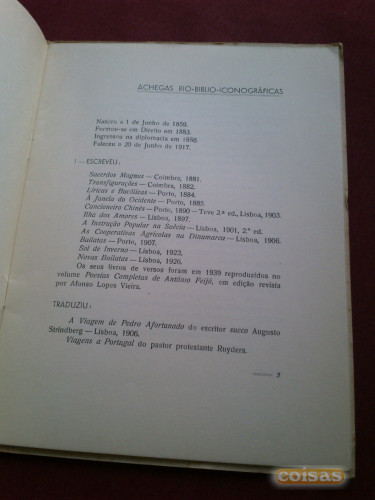 ACHEGAS BIO-BIBLIO-ICONOGRÁFICAS
Nasceu a 1 de Junho de 1859.
Formou-se em Direito em 1883.
Ingressou na diplomacia em 1886.
Faleceu a 20 de Junho de 1917.
I — ESCREVEU:
Sacerdos Magnus — Coimbra, 1881.
Transfigurações — Coimbra, 1882.
Líricas e Bucólicas — Porto, 1884.
À Janela do Ocidente — Porto, 1885.
Cancioneiro Chinês — Porto, 1890 — Teve 2.ª ed., Lisboa, 1903.
Ilha dos Amores — Lisboa, 1897.
A Instrução Popular na Suécia — Lisboa, 1901, 2.ª ed.
As Cooperativas Agrícolas na Dinamarca — Lisboa, 1906.
Bailatas — Porto, 1907.
Sol de Inverno — Lisboa, 1922.
Novas Bailatas — Lisboa, 1926.
Os seus livros de versos foram em 1939 reproduzidos no
volume Poesias Completas de António Feijó, em edição revista
por Afonso Lopes Vieira.
TRADUZIU:
A Viagem de Pedro Afortunado do escritor sueco Augusto
Strindberg — Lisboa, 1906.
Viagens a Portugal do pastor protestante Ruyders.
3
coisas